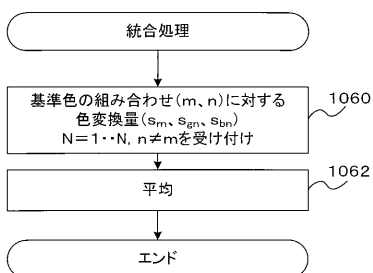 統合処理
基準色の組み合わせ(m、n)に対する
色変換量(srn、sgn、sbn)
N=1‥N, n≠mを受け付け
1060
平均
1062
エンド